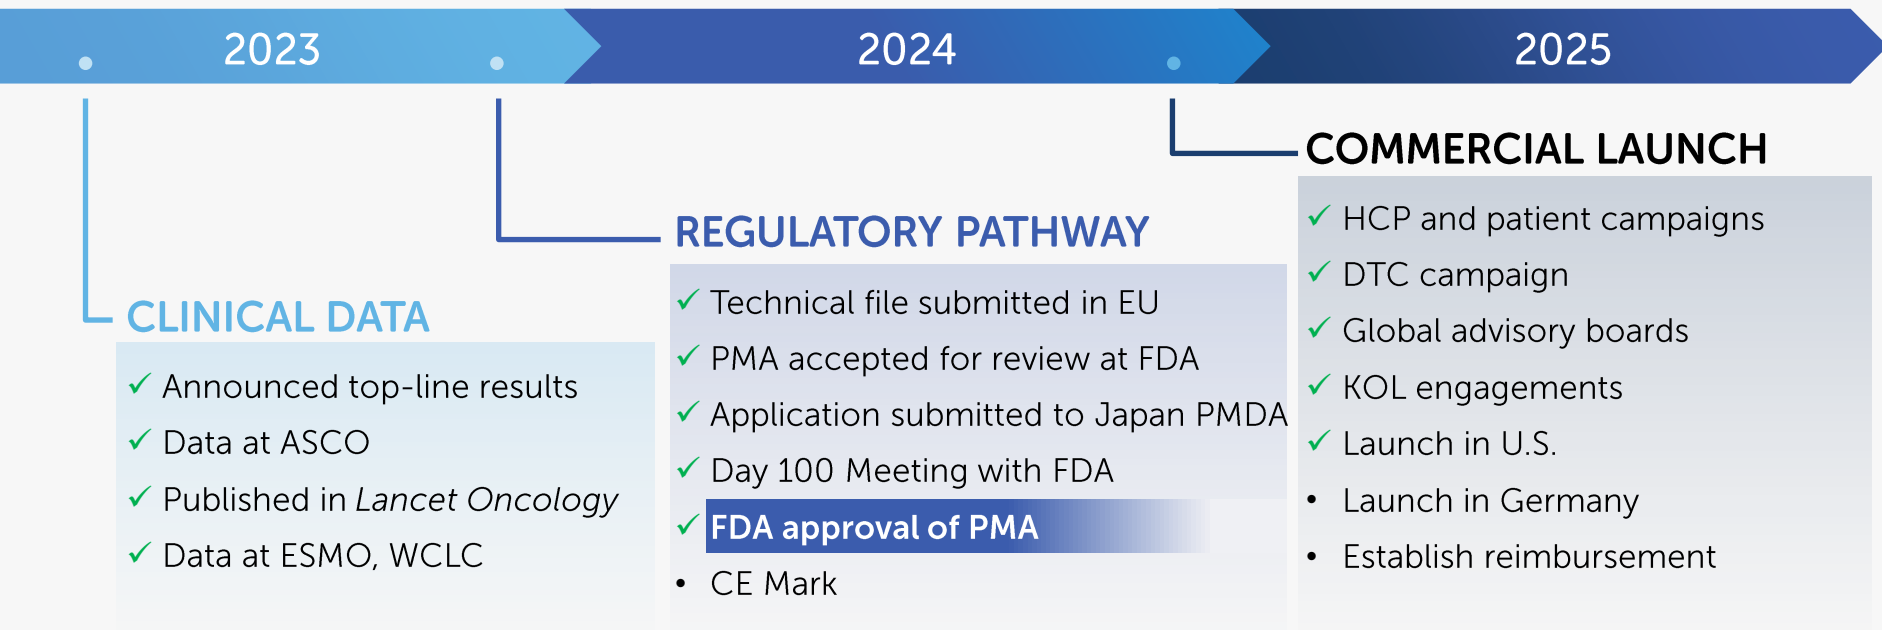 2023
2024
2025
CLINICAL DATA
✓ Announced top-line results
✓ Data at ASCO
✓ Published in Lancet Oncology
✓ Data at ESMO, WCLC
REGULATORY PATHWAY
✓ Technical file submitted in EU
✓ PMA accepted for review at FDA
✓ Application submitted to Japan PMDA
✓ Day 100 Meeting with FDA
✓ FDA approval of PMA
• CE Mark
COMMERCIAL LAUNCH
✓ HCP and patient campaigns
✓ DTC campaign
✓ Global advisory boards
✓ KOL engagements
✓ Launch in U.S.
• Launch in Germany
• Establish reimbursement